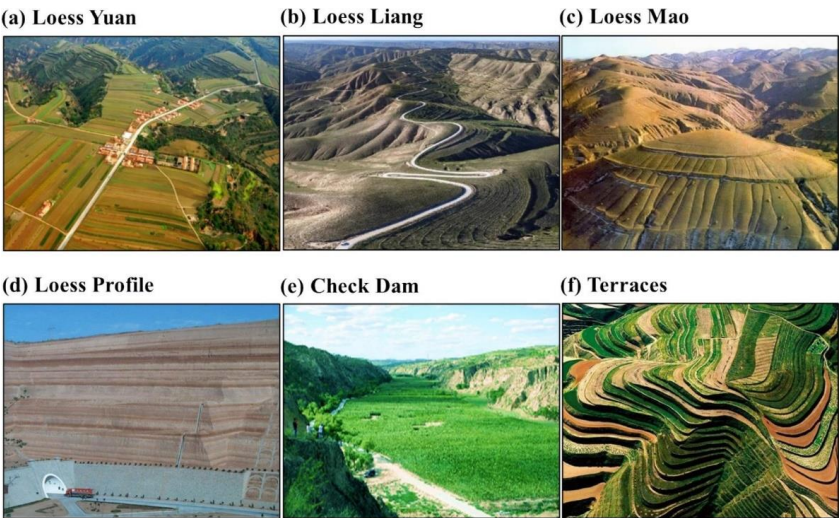 (a) Loess Yuan
(b) Loess Liang
(c) Loess Mao
(d) Loess Profile
(e) Check Dam
(f) Terraces